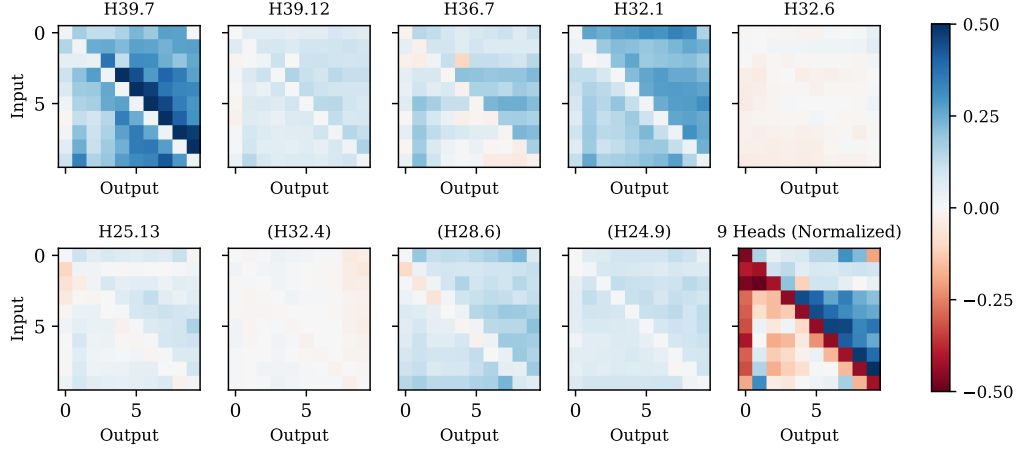 H39.7 H39.12 H36.7 H32.1 H32.6
0.50
0
Input
5
0.25
Output Output Output Output Output
0.00
H25.13 (H32.4) (H28.6) (H24.9) 9 Heads (Normalized)
0
Input
5
−0.25
−0.50
0 5 0 5 0 5 0 5 0 5
Output Output Output Output Output